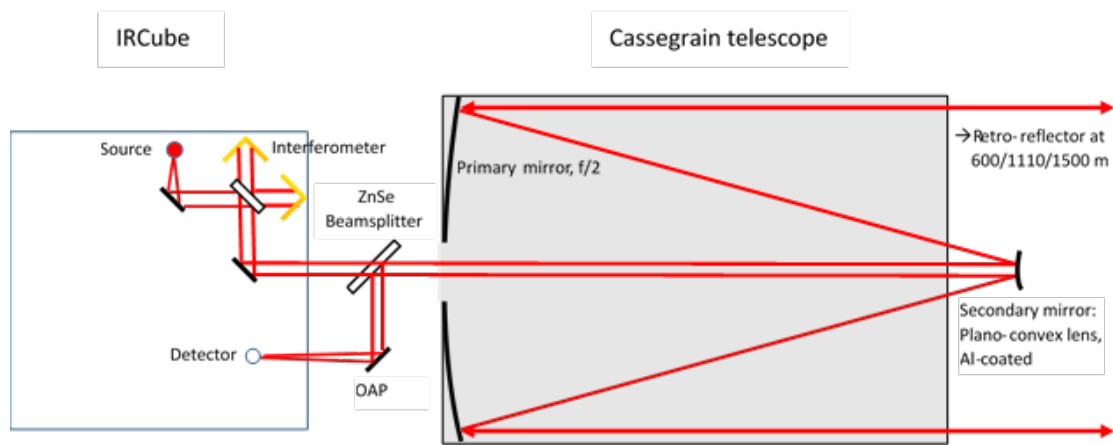 IRCube
Cassegrain telescope
Source
Interferometer
ZnSe
Beamsplitter
Detector
OAP
Primary mirror, f/2
→Retro-reflector at
600/1110/1500 m
Secondary mirror:
Plano-convex lens,
Al-coated